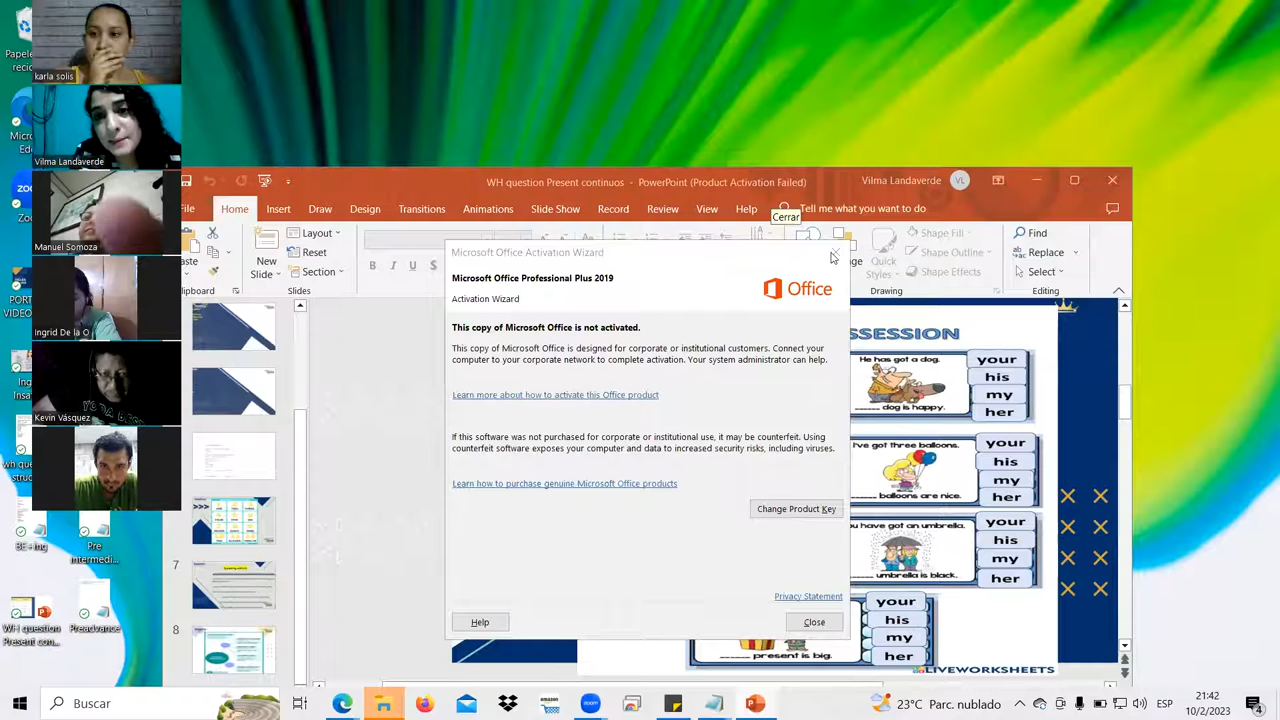 karla solis
Vilma Landaverde
Manuel Somoza
Ingrid De la O
Kevin Vásquez
WH question Present continuos - PowerPoint (Product Activation Failed)
Vilma Landaverde
VL
Home
Insert
Draw
Design
Transitions
Animations
Slide Show
Record
Review
View
Help
Tell me what you want to do
Cerrar
New
Slide
Layout
Reset
Section
Slides
B
I
U
S
Quick
Styles
Shape Fill
Shape Outline
Shape Effects
Drawing
Find
Replace
Select
Editing
Microsoft Office Activation Wizard
Microsoft Office Professional Plus 2019
Activation Wizard
Office
This copy of Microsoft Office is not activated.
This copy of Microsoft Office is designed for corporate or institutional customers. Connect your
computer to your corporate network to complete activation. Your system administrator can help.
Learn more about how to activate this Office product
If this software was not purchased for corporate or institutional use, it may be counterfeit. Using
counterfeit software exposes your computer and data to increased security risks, including viruses.
Learn how to purchase genuine Microsoft Office products
Change Product Key
Privacy Statement
Help
Close
He has got a dog.
dog is happy.
your
his
my
her
I've got three balloons.
balloons are nice.
your
his
my
her
have got an umbrella.
umbrella is black.
your
his
my
her
present is big.
your
his
my
her
LIVEWORKSHEETS
7
8
BE +ing
Pre
intermedi...
WH question
Present con...
Preadvance
Buscar
23°C Parc. nublado
ESP
21:42
10/2/2023
4